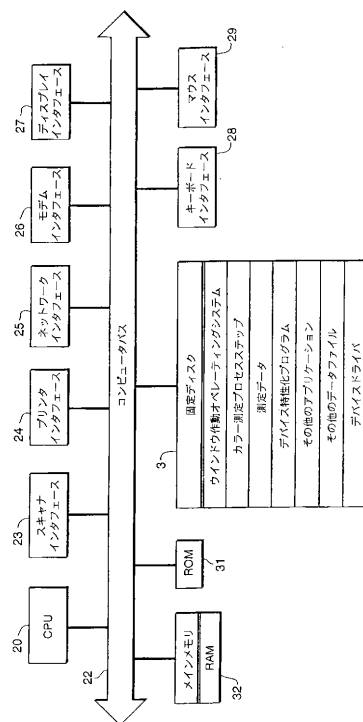 20
CPU
23
スキャナ
インタフェース
24
プリンタ
インタフェース
25
ネットワーク
インタフェース
26
モデム
インタフェース
27
ディスプレイ
インタフェース
22
コンピュータバス
メインメモリ
RAM
32
ROM
31
3
固定ディスク
ウインドウ作動オペレーティングシステム
カラー測定プロセスステップ
測定データ
デバイス特性化プログラム
その他のアプリケーション
その他のデータファイル
デバイスドライバ
キーボード
インタフェース
28
マウス
インタフェース
29